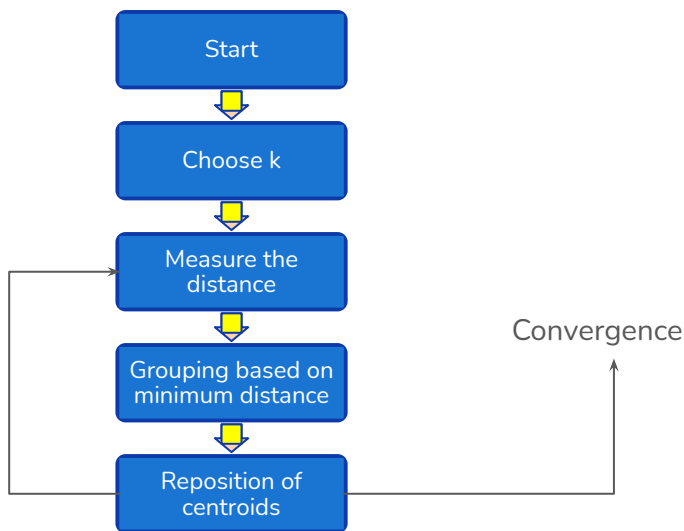 Start
Choose k
Measure the
distance
Convergence
Grouping based on
minimum distance
Reposition of
centroids